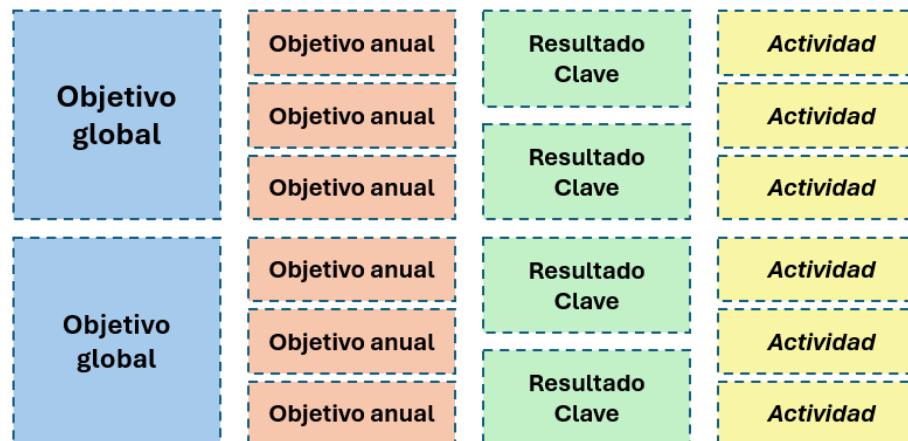 Objetivo
global
Objetivo anual
Objetivo anual
Objetivo anual
Resultado
Clave
Resultado
Clave
Actividad
Actividad
Actividad
Objetivo
global
Objetivo anual
Objetivo anual
Objetivo anual
Resultado
Clave
Resultado
Clave
Actividad
Actividad
Actividad